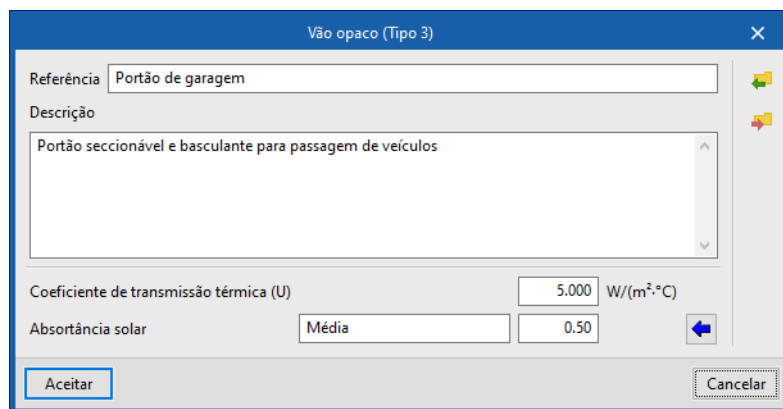 Vão opaco (Tipo 3)
Referência Portão de garagem
Descrição
Portão seccionável e basculante para passagem de veículos
Coeficiente de transmissão térmica (U) 5.000 W/(m²·°C)
Absortância solar Média 0.50
Aceitar Cancelar